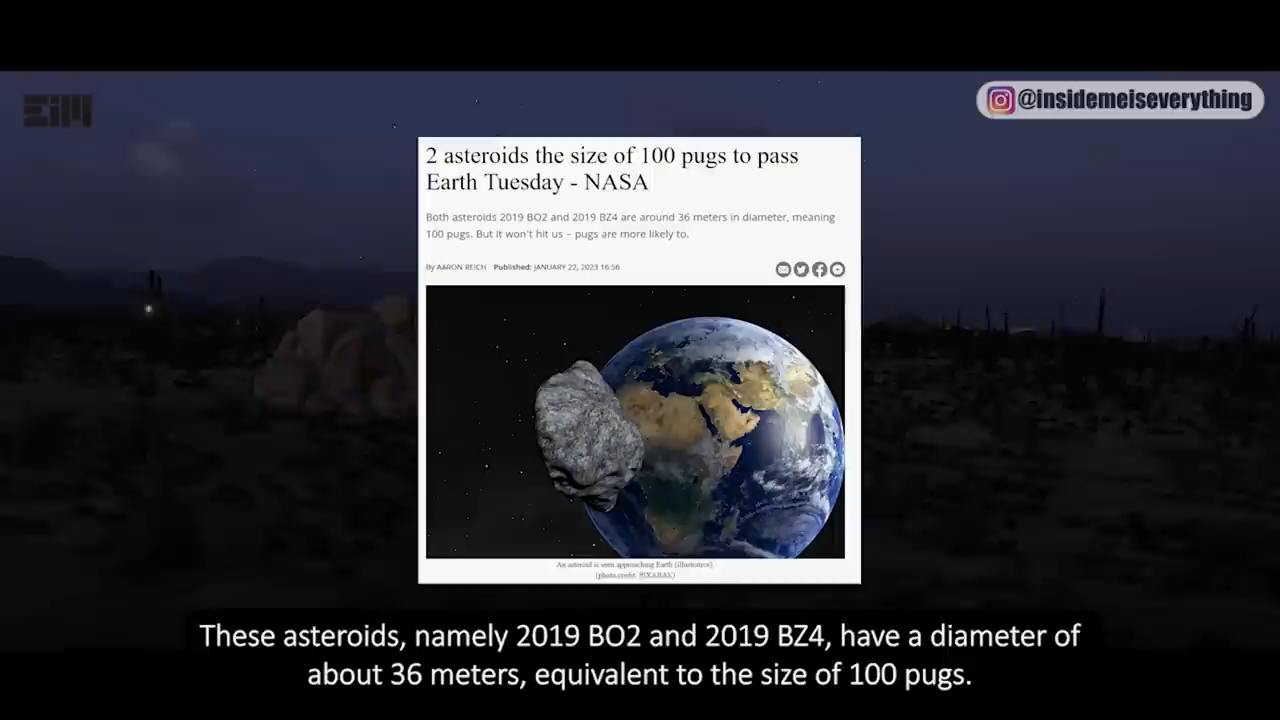 EIM
@insidemeiseverything
2 asteroids the size of 100 pugs to pass
Earth Tuesday - NASA
Both asteroids 2019 BO2 and 2019 BZ4 are around 36 meters in diameter, meaning
100 pugs. But it won't hit us – pugs are more likely to.
By AARON REICH Published: JANUARY 22, 2023 16:56
An asteroid is seen approaching Earth (illustrative).
(photo credit: PIXABAY)
These asteroids, namely 2019 BO2 and 2019 BZ4, have a diameter of
about 36 meters, equivalent to the size of 100 pugs.